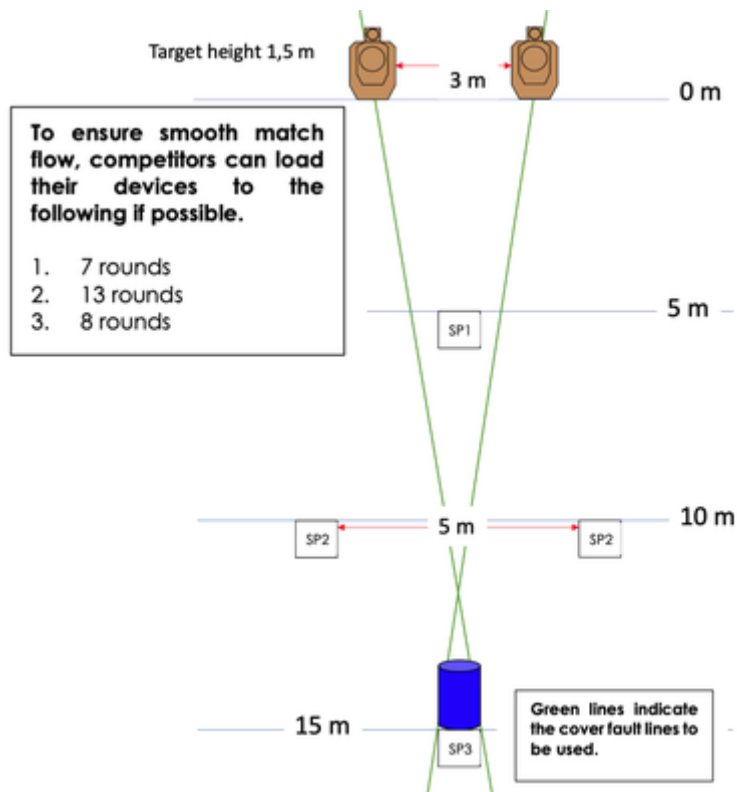 Target height 1,5 m
3 m
0 m
To ensure smooth match
flow, competitors can load
their devices to the
following if possible.
1. 7 rounds
2. 13 rounds
3. 8 rounds
5 m
SP1
10 m
5 m
SP2
SP2
15 m
SP3
Green lines indicate
the cover fault lines to
be used.